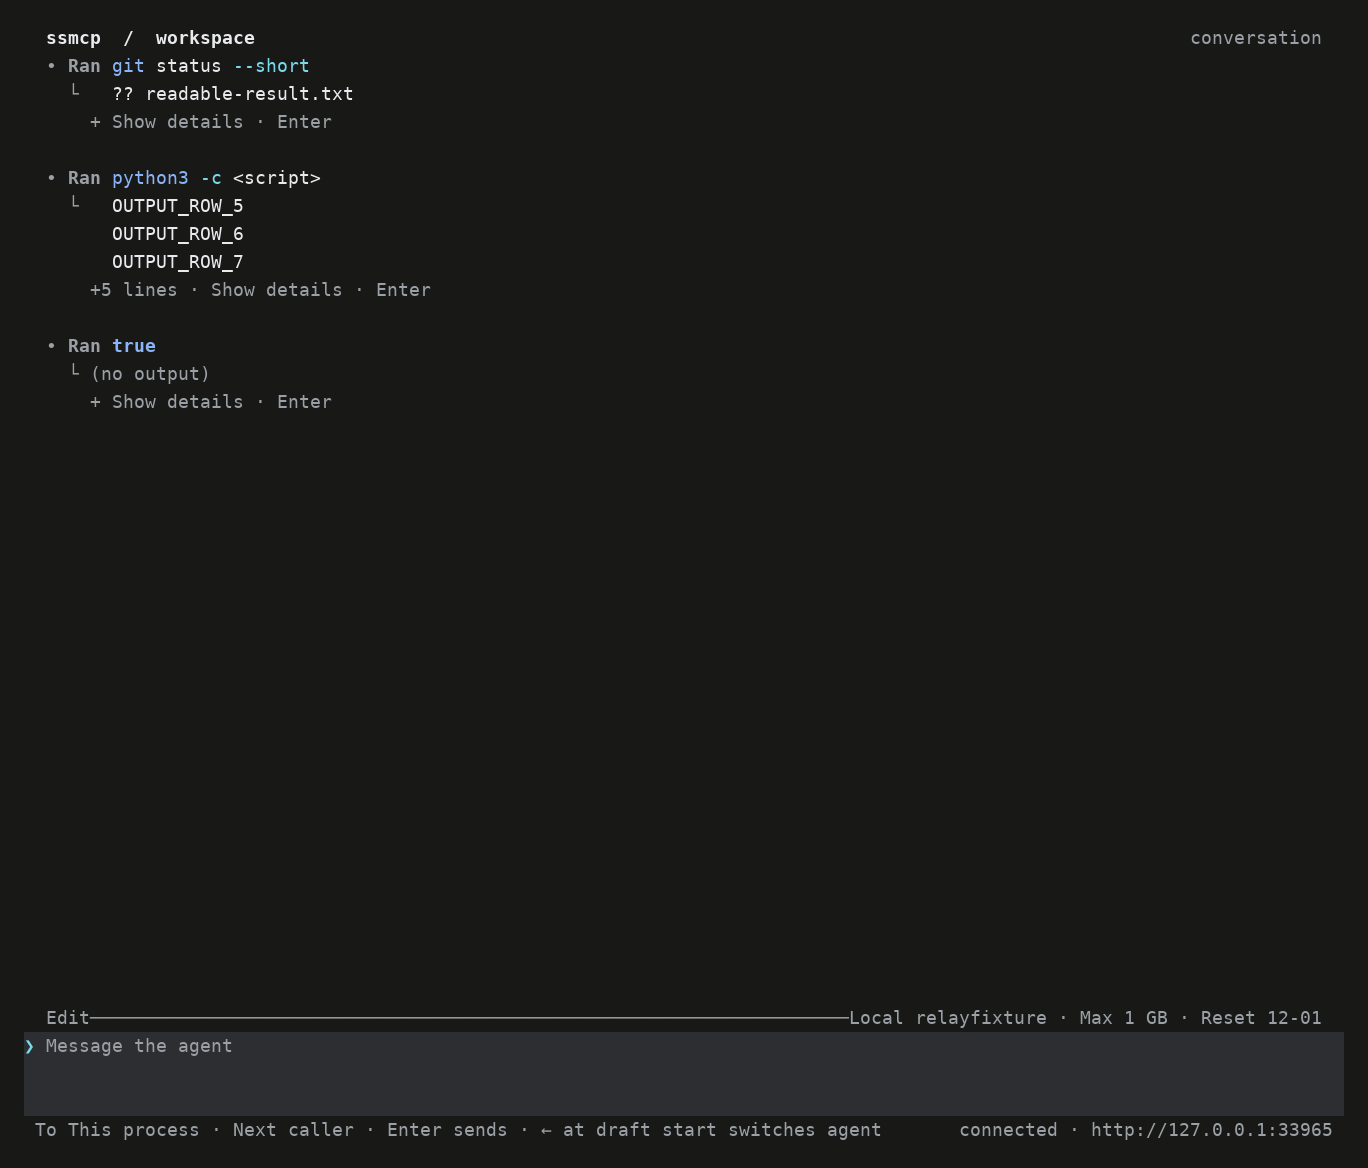 ssmcp  /  workspace                                                                                     conversation
• Ran git status --short
  └   ?? readable-result.txt
    + Show details · Enter
• Ran python3 -c <script>
  └   OUTPUT_ROW_5
      OUTPUT_ROW_6
      OUTPUT_ROW_7
    +5 lines · Show details · Enter
• Ran true
  └ (no output)
    + Show details · Enter
Edit─────────────────────────────────────────────────────────────────────Local relayfixture · Max 1 GB · Reset 12-01
❯ Message the agent
To This process · Next caller · Enter sends · ← at draft start switches agent       connected · http://127.0.0.1:33965